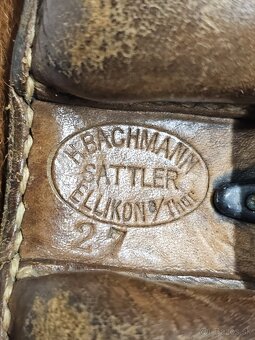 H. BACHMANN
SATTLER
ELLIKON a/Thur.
27